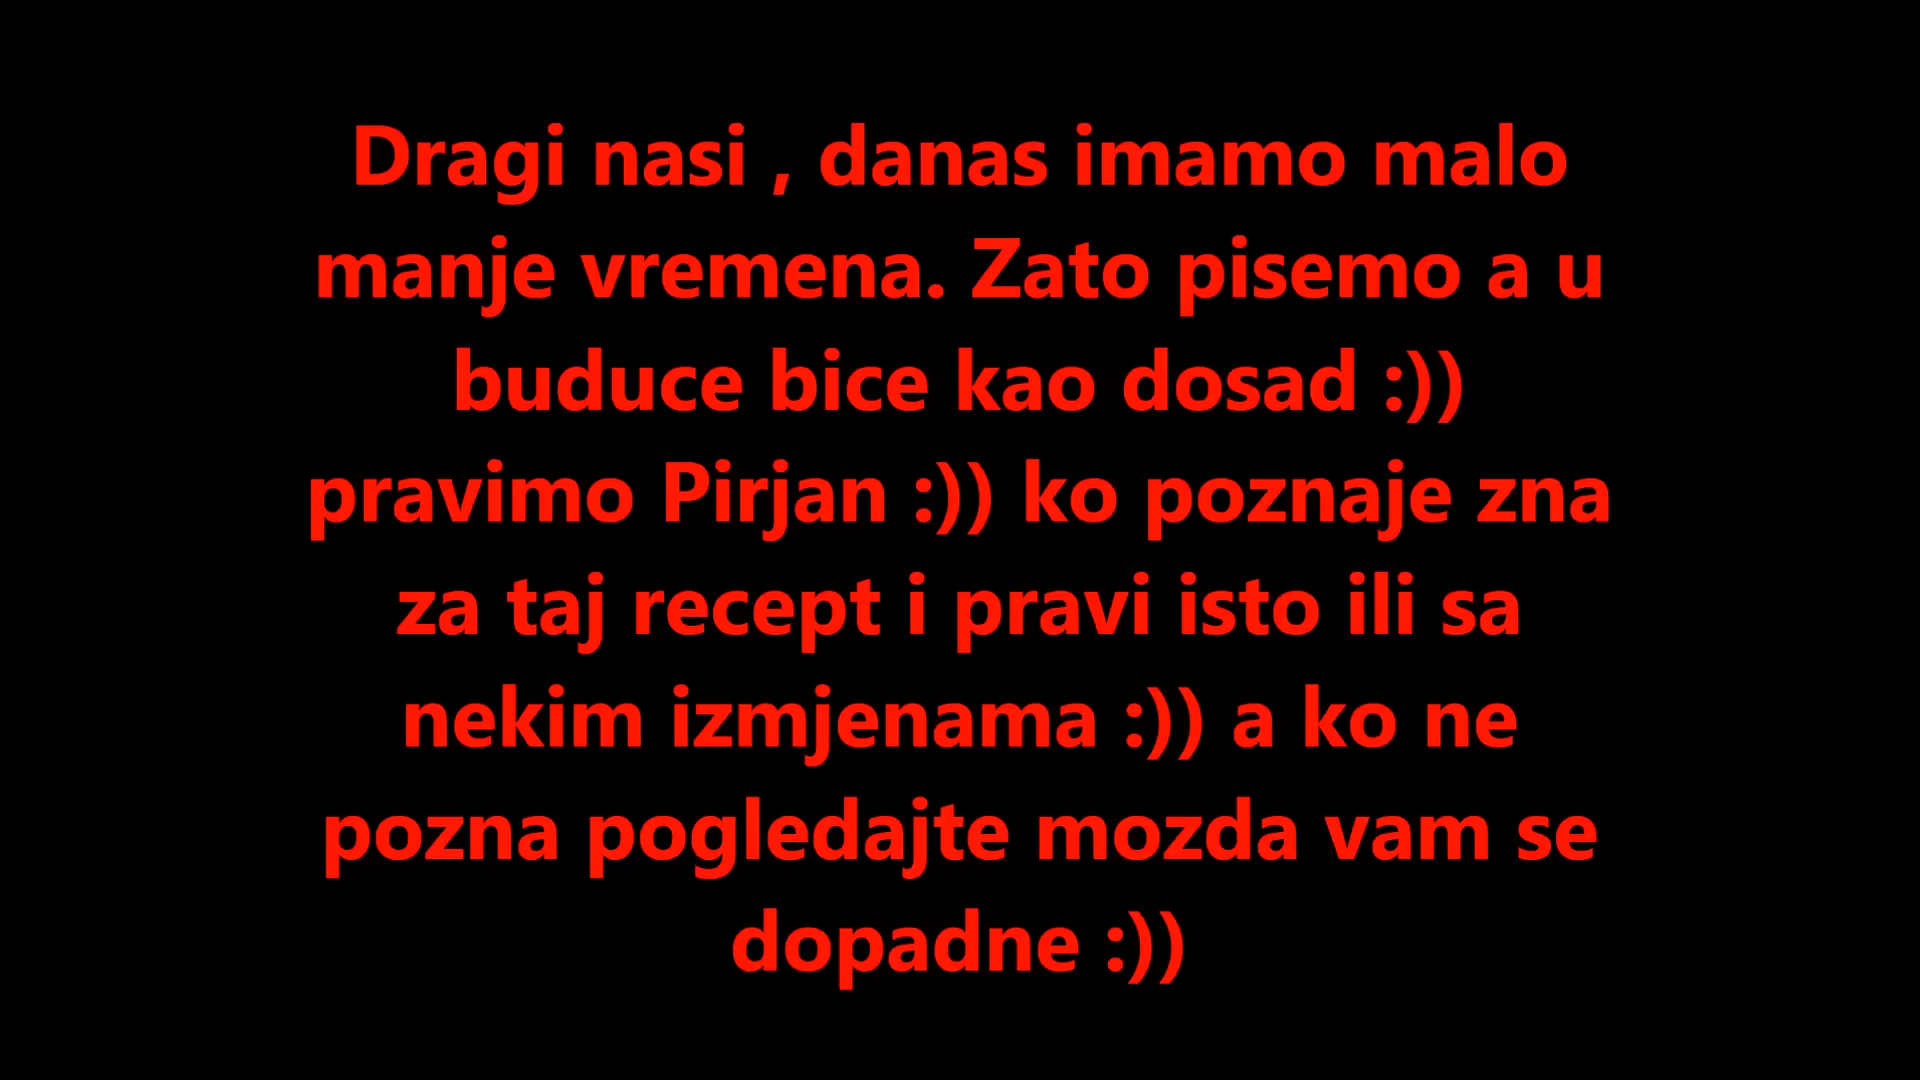 Dragi nasi , danas imamo malo
manje vremena. Zato pisemo a u
buduce bice kao dosad :))
pravimo Pirjan :)) ko poznaje zna
za taj recept i pravi isto ili sa
nekim izmjenama :)) a ko ne
pozna pogledajte mozda vam se
dopadne :))